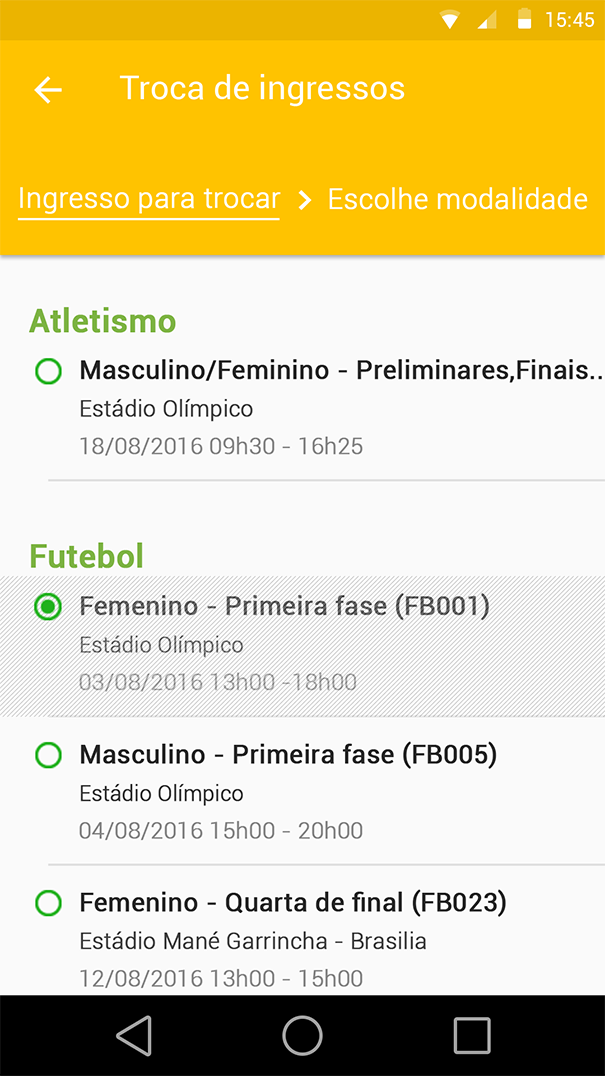 15:45
Troca de ingressos
Ingresso para trocar > Escolhe modalidade
Atletismo
Masculino/Feminino - Preliminares,Finais..
Estádio Olímpico
18/08/2016 09h30 - 16h25
Futebol
Femenino - Primeira fase (FB001)
Estádio Olímpico
03/08/2016 13h00 -18h00
Masculino - Primeira fase (FB005)
Estádio Olímpico
04/08/2016 15h00 - 20h00
Femenino - Quarta de final (FB023)
Estádio Mané Garrincha - Brasilia
12/08/2016 13h00 - 15h00